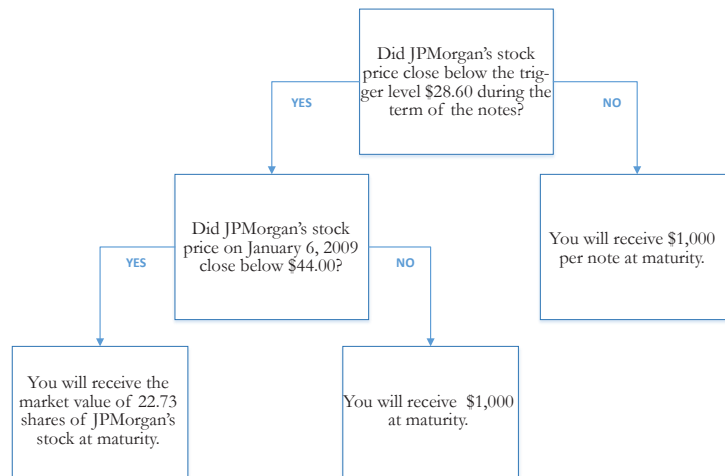 Did JPMorgan's stock
price close below the trig-
ger level $28.60 during the
term of the notes?
YES
NO
Did JPMorgan's stock
price on January 6, 2009
close below $44.00?
You will receive $1,000
per note at maturity.
YES
NO
You will receive the
market value of 22.73
shares of JPMorgan's
stock at maturity.
You will receive  $1,000
at maturity.